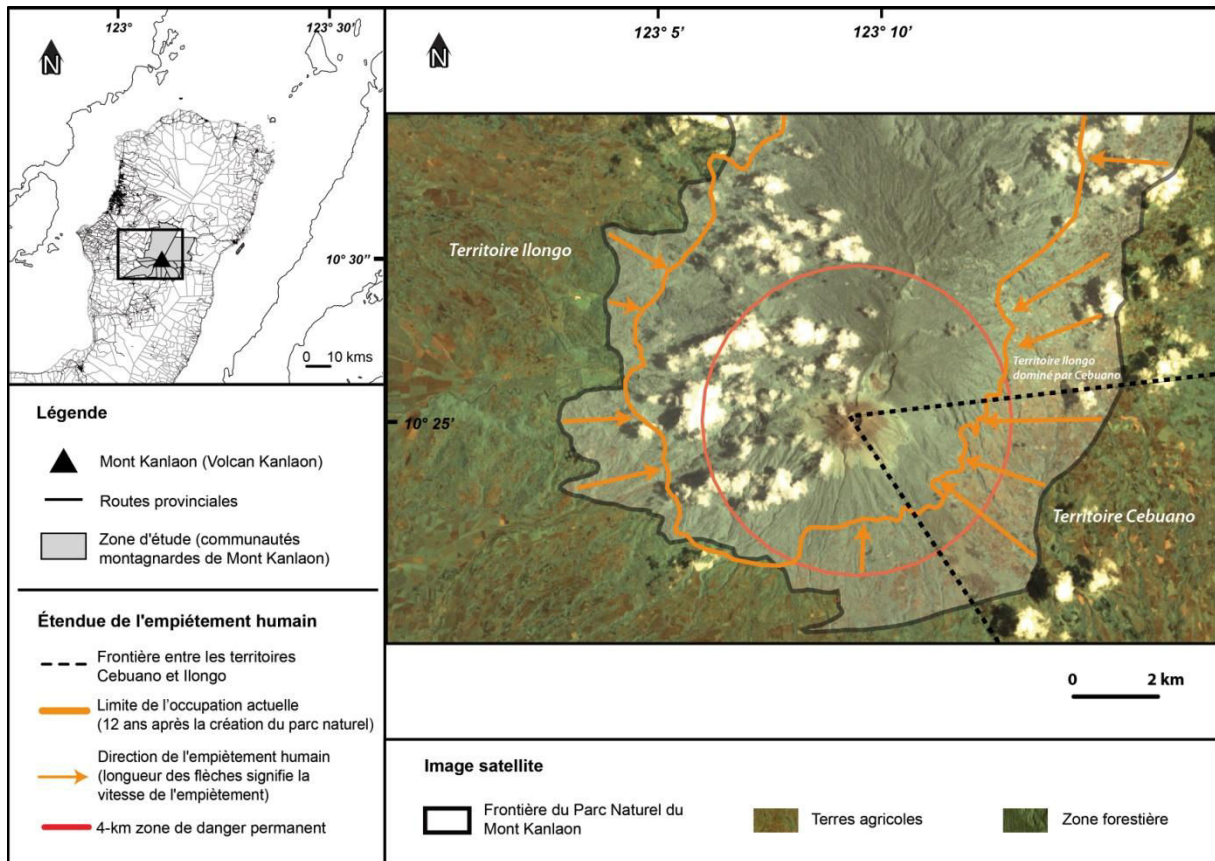 123°
123° 30'
N
10° 30"
0 10 kms
Légende
Mont Kanlaon (Volcan Kanlaon)
Routes provinciales
Zone d'étude (communautés
montagnardes de Mont Kanlaon)
Étendue de l'empiétement humain
Frontière entre les territoires
Cebuano et Ilongo
Limite de l'occupation actuelle
(12 ans après la création du parc naturel)
Direction de l'empiètement humain
(longueur des flèches signifie la
vitesse de l'empiètement)
4-km zone de danger permanent
123° 5'
123° 10'
N
Territoire Ilongo
Territoire Ilongo
dominé par Cebuano
10° 25'
Territoire Cebuano
0 2 km
Image satellite
Frontière du Parc Naturel du
Mont Kanlaon
Terres agricoles
Zone forestière